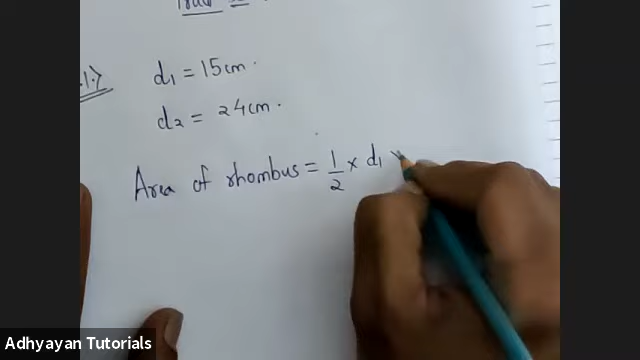 1.>
d₁ = 15cm.
d₂ = 24cm.
Area of rhombus = 1/2 × d₁ ×
Adhyayan Tutorials